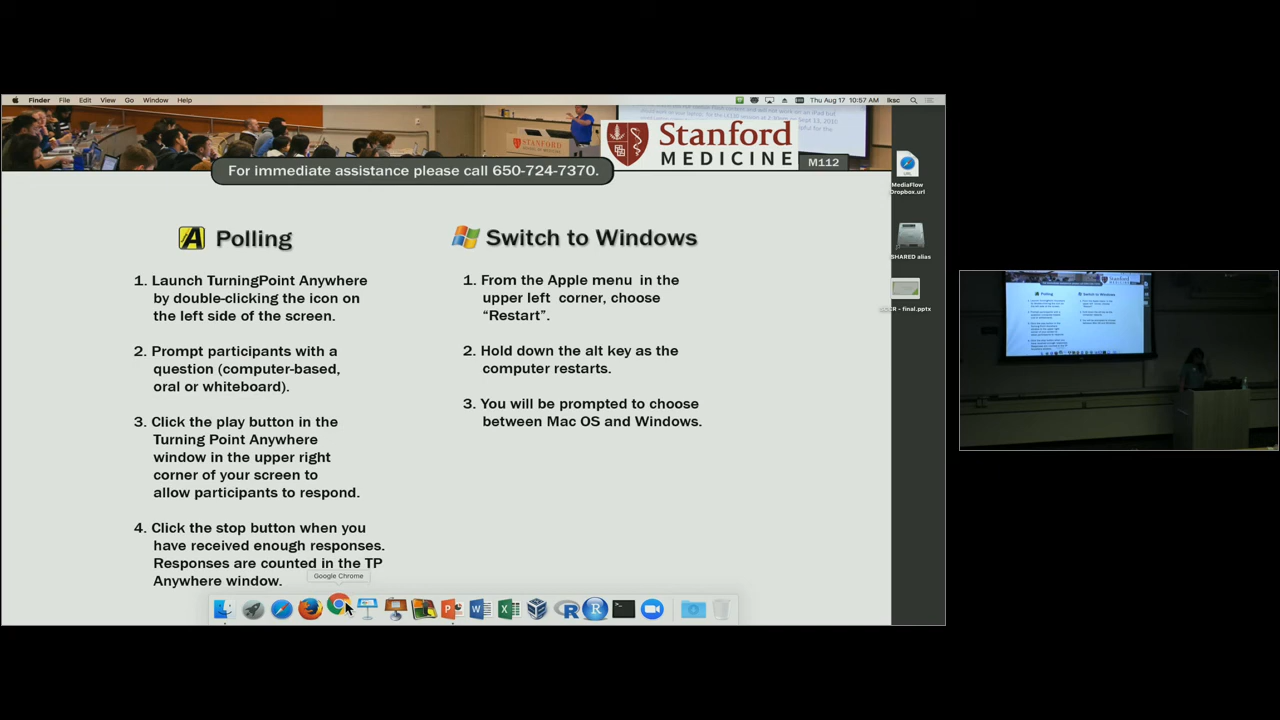 Finder File Edit View Go Window Help
Thu Aug 17 10:57 AM lksc
Stanford
MEDICINE
M112
For immediate assistance please call 650-724-7370.
MediaFlow
Dropbox.url
SHARED alias
final.pptx
Polling
1. Launch TurningPoint Anywhere
by double-clicking the icon on
the left side of the screen.
2. Prompt participants with a
question (computer-based,
oral or whiteboard).
3. Click the play button in the
Turning Point Anywhere
window in the upper right
corner of your screen to
allow participants to respond.
4. Click the stop button when you
have received enough responses.
Responses are counted in the TP
Anywhere window.
Switch to Windows
1. From the Apple menu in the
upper left corner, choose
“Restart”.
2. Hold down the alt key as the
computer restarts.
3. You will be prompted to choose
between Mac OS and Windows.
Google Chrome